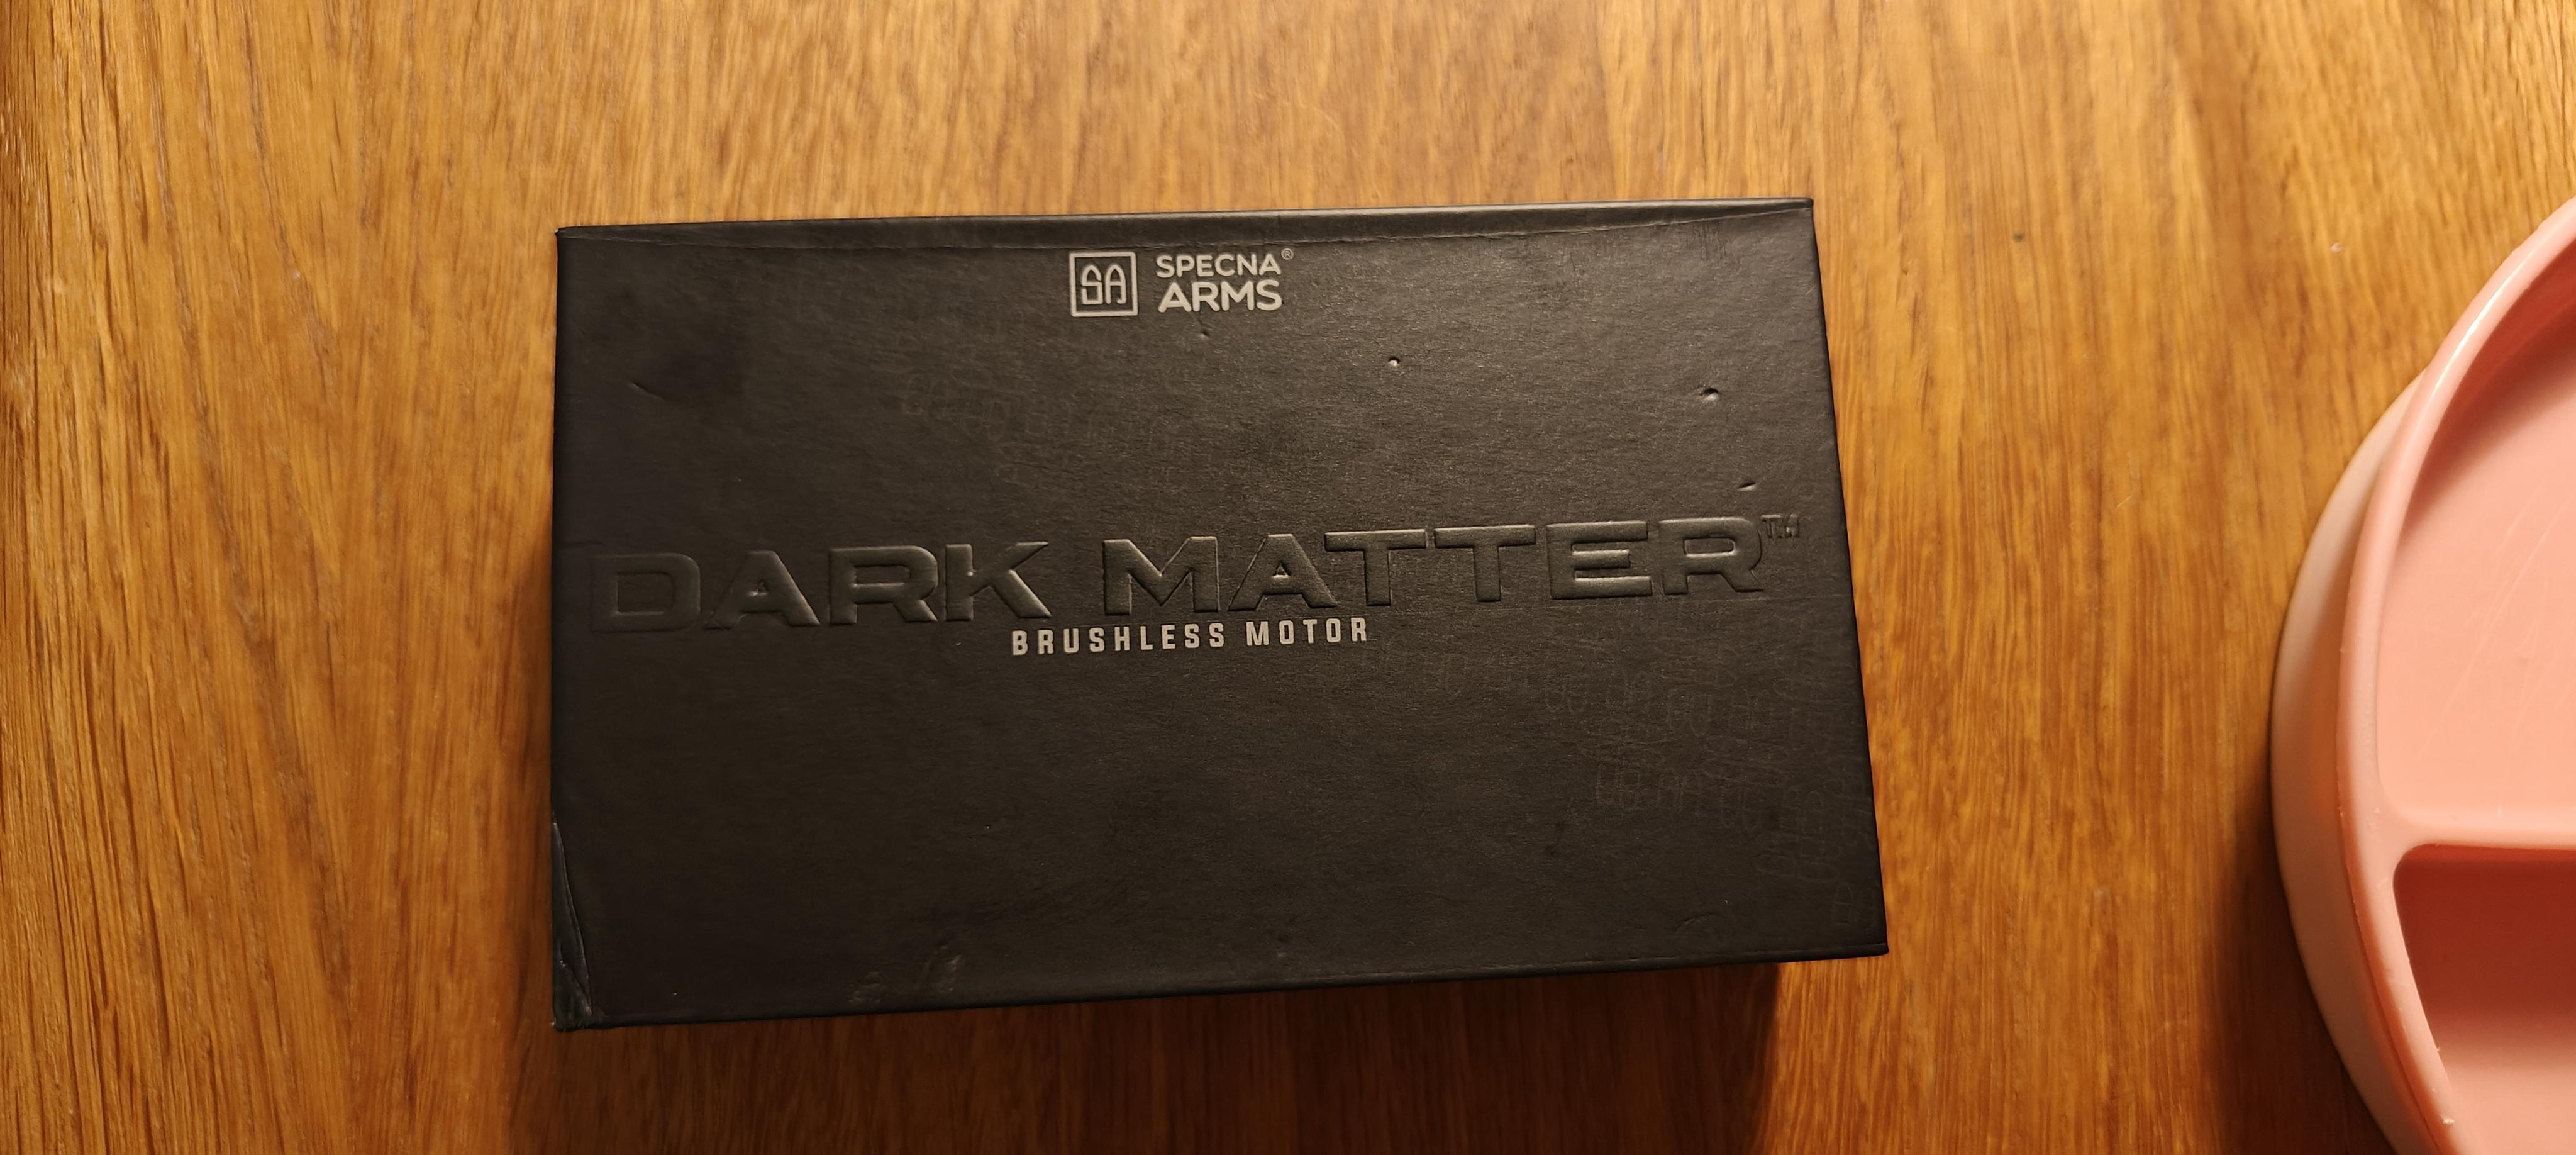 SA
SPECNA®
ARMS
DARK MATTER™
BRUSHLESS MOTOR